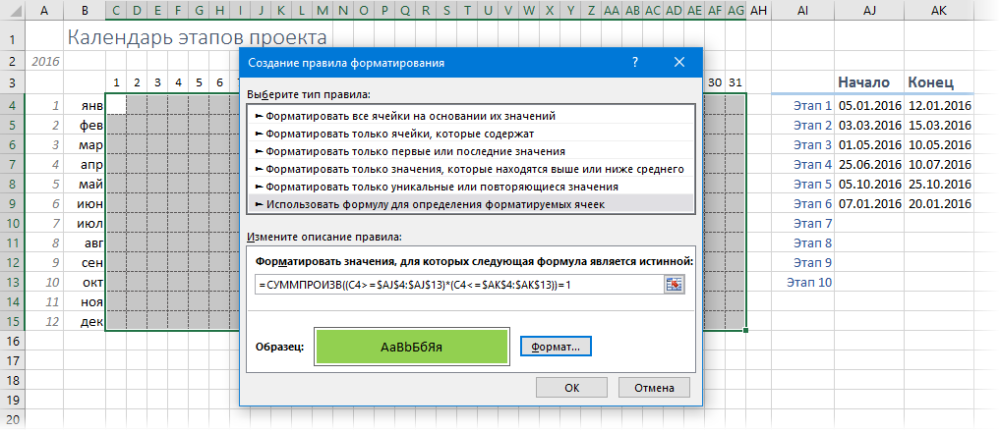 A B C D E F G H I J K L M N O P Q R S T U V W X Y Z AA AB AC AD AE AF AG AH AI AJ AK
1 Календарь этапов проекта
2 2016
3 1 2 3 4 5 6 30 31 Начало Конец
4 1 янв Этап 1 05.01.2016 12.01.2016
5 2 фев Этап 2 03.03.2016 15.03.2016
6 3 мар Этап 3 01.05.2016 10.05.2016
7 4 апр Этап 4 25.06.2016 10.07.2016
8 5 май Этап 5 05.10.2016 25.10.2016
9 6 июн Этап 6 07.01.2016 20.01.2016
10 7 июл Этап 7
11 8 авг Этап 8
12 9 сен Этап 9
13 10 окт Этап 10
14 11 ноя
15 12 дек
16
17
18
19
20
Создание правила форматирования ?
Выберите тип правила:
► Форматировать все ячейки на основании их значений
► Форматировать только ячейки, которые содержат
► Форматировать только первые или последние значения
► Форматировать только значения, которые находятся выше или ниже среднего
► Форматировать только уникальные или повторяющиеся значения
► Использовать формулу для определения форматируемых ячеек
Измените описание правила:
Форматировать значения, для которых следующая формула является истинной:
=СУММПРОИЗВ((C4>=$AJ$4:$AJ$13)*(C4<=$AK$4:$AK$13))=1
Образец: АаВbБбЯя Формат...
ОК Отмена